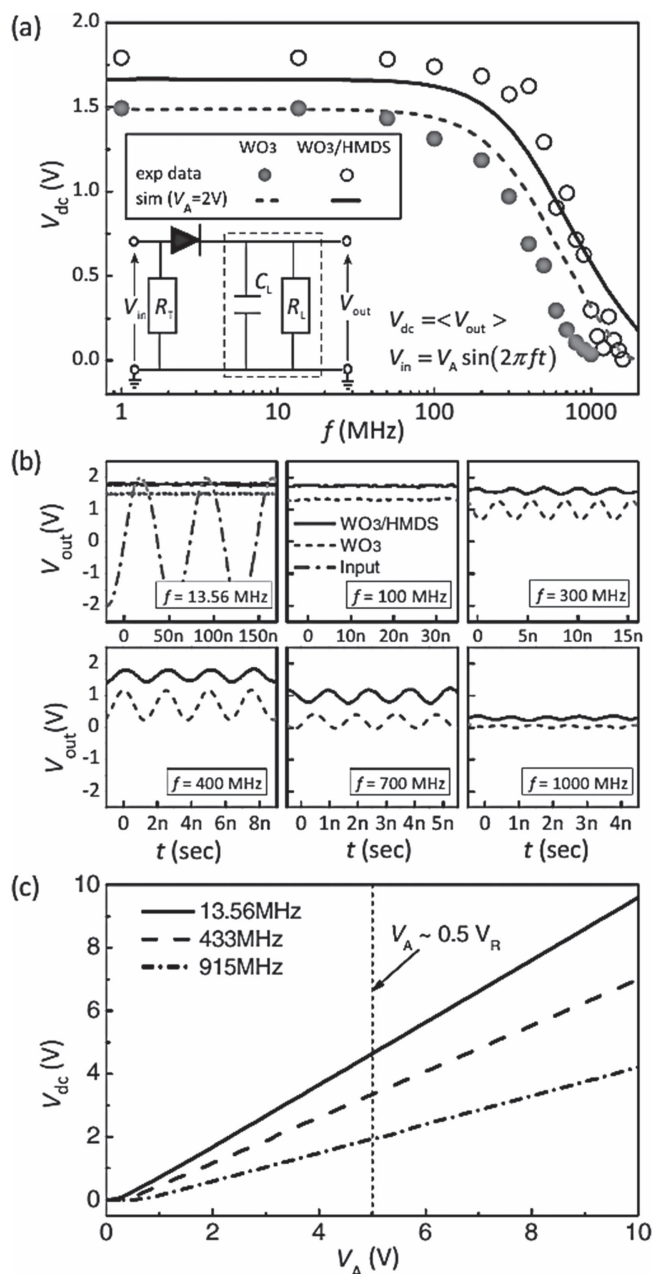 (a)
2.0
1.5
1.0
0.5
0.0
V_dc (V)
WO₃ WO₃/HMDS
exp data
sim (V_A=2V)
V_in
R_T
C_L
R_L
V_out
V_dc = <V_out>
V_in = V_A sin(2πft)
1 10 100 1000
f (MHz)
(b)
2
1
0
-1
-2
V_out (V)
f = 13.56 MHz
0 50n 100n 150n
WO₃/HMDS
WO₃
Input
f = 100 MHz
0 10n 20n 30n
f = 300 MHz
0 5n 10n 15n
2
1
0
-1
-2
V_out (V)
f = 400 MHz
0 2n 4n 6n 8n
f = 700 MHz
0 1n 2n 3n 4n 5n
f = 1000 MHz
0 1n 2n 3n 4n
t (sec) t (sec) t (sec)
(c)
10
8
6
4
2
0
V_dc (V)
13.56MHz
433MHz
915MHz
V_A ~ 0.5 V_R
0 2 4 6 8 10
V_A (V)